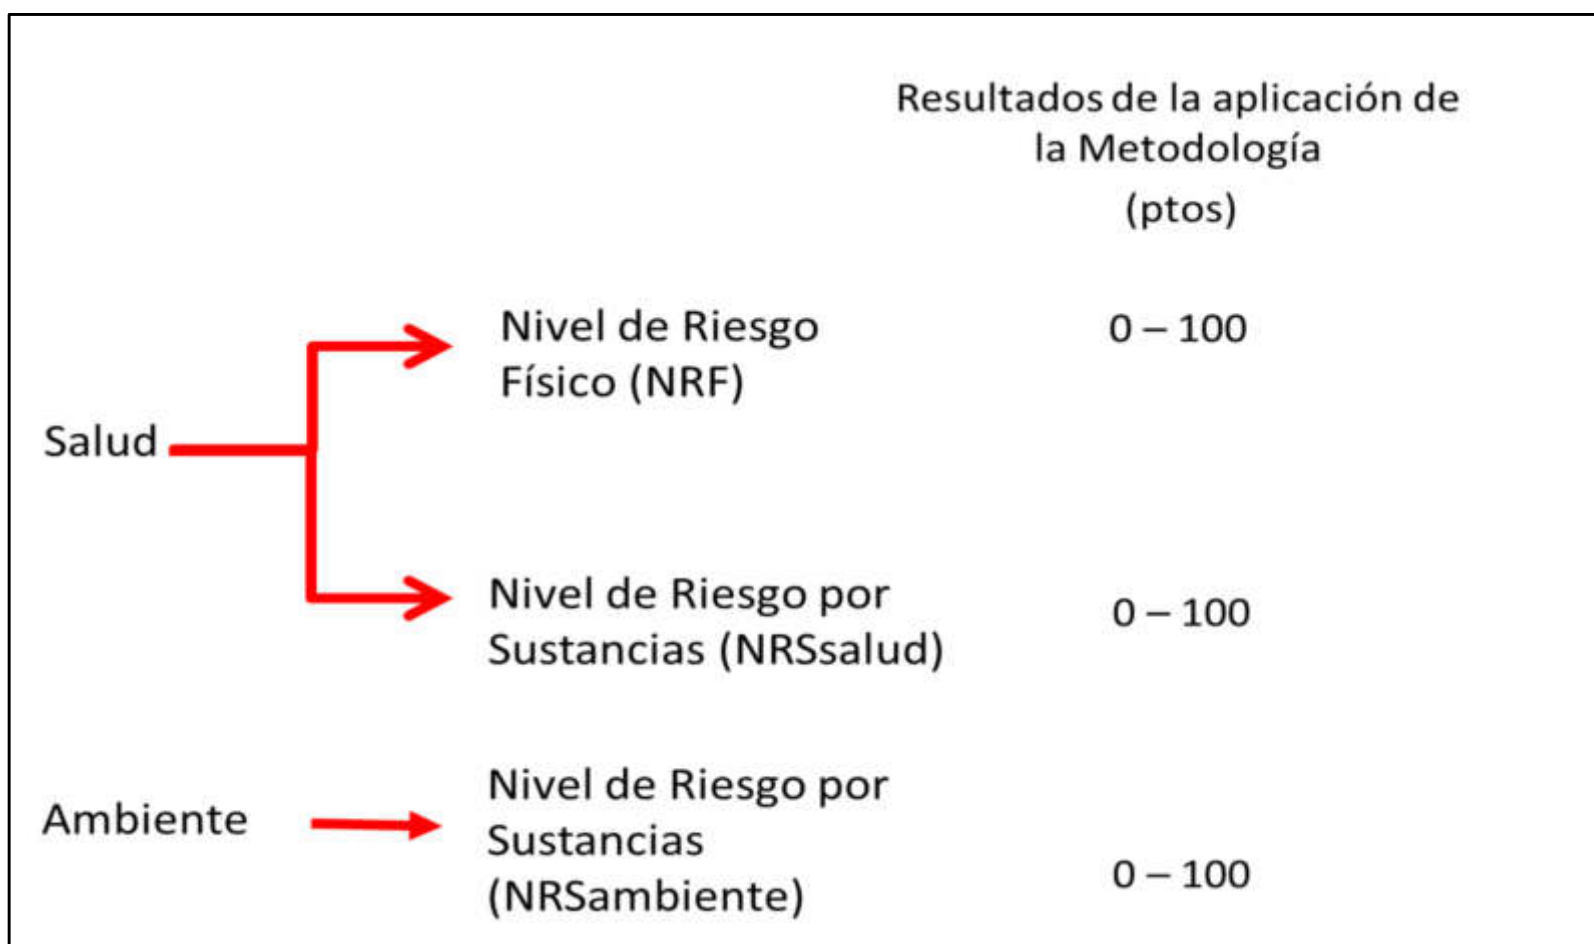 Resultados de la aplicación de
la Metodología
(ptos)
Nivel de Riesgo
Físico (NRF)
0 – 100
Salud
Nivel de Riesgo por
Sustancias (NRSsalud)
0 – 100
Ambiente
Nivel de Riesgo por
Sustancias
(NRSambiente)
0 – 100